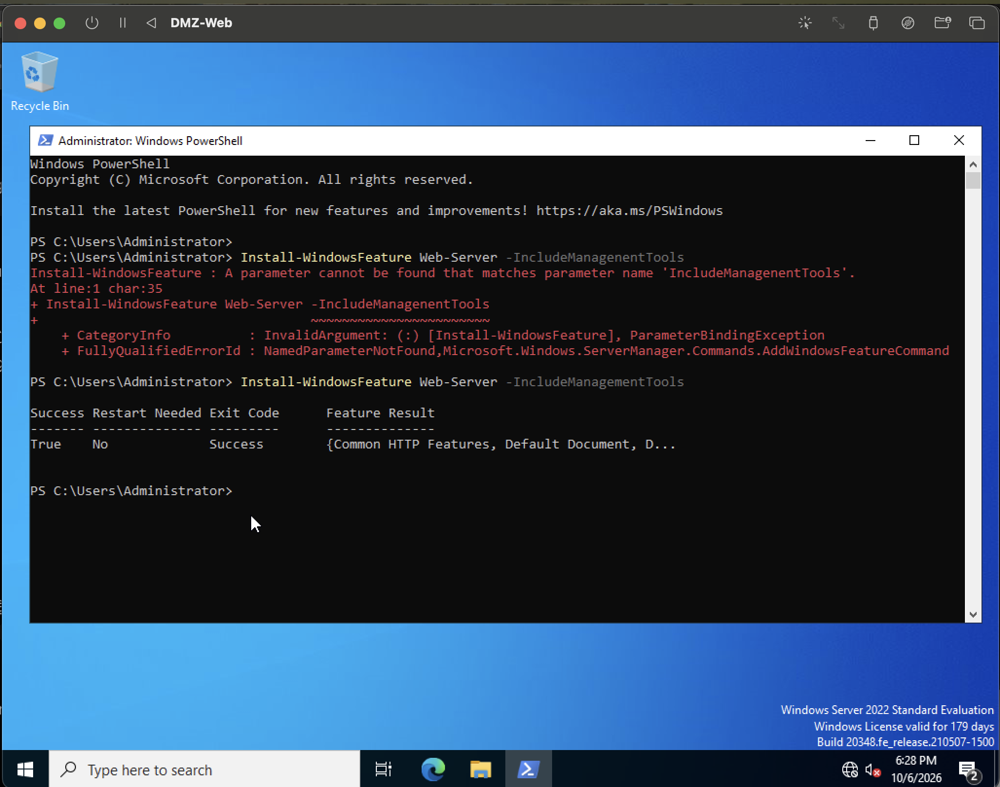 DMZ-Web
Recycle Bin
Administrator: Windows PowerShell
Windows PowerShell
Copyright (C) Microsoft Corporation. All rights reserved.
Install the latest PowerShell for new features and improvements! https://aka.ms/PSWindows
PS C:\Users\Administrator>
PS C:\Users\Administrator> Install-WindowsFeature Web-Server -IncludeManagenentTools
Install-WindowsFeature : A parameter cannot be found that matches parameter name 'IncludeManagenentTools'.
At line:1 char:35
+ Install-WindowsFeature Web-Server -IncludeManagenentTools
+                                    ~~~~~~~~~~~~~~~~~~~~~~~
    + CategoryInfo          : InvalidArgument: (:) [Install-WindowsFeature], ParameterBindingException
    + FullyQualifiedErrorId : NamedParameterNotFound,Microsoft.Windows.ServerManager.Commands.AddWindowsFeatureCommand
PS C:\Users\Administrator> Install-WindowsFeature Web-Server -IncludeManagementTools
Success Restart Needed Exit Code      Feature Result
------- -------------- ---------      --------------
True    No             Success        {Common HTTP Features, Default Document, D...
PS C:\Users\Administrator>
Windows Server 2022 Standard Evaluation
Windows License valid for 179 days
Build 20348.fe_release.210507-1500
Type here to search
6:28 PM
10/6/2026
2